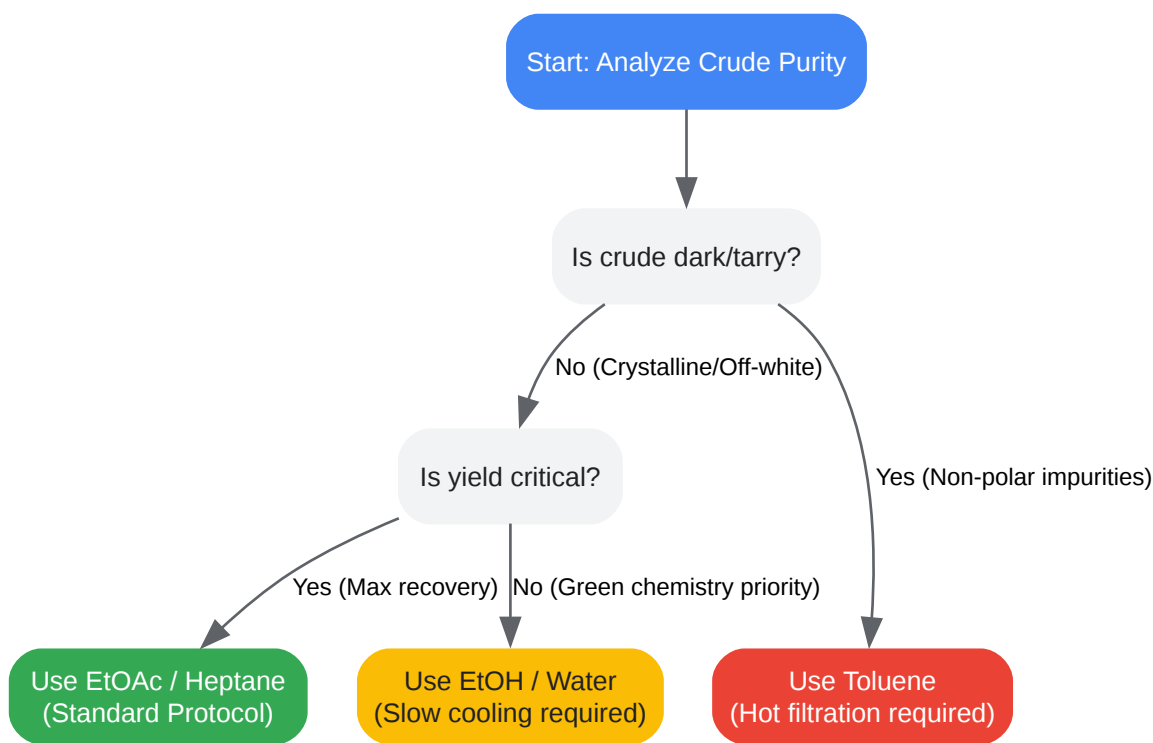 Start: Analyze Crude Purity
Is crude dark/tarry?
No (Crystalline/Off-white)
Is yield critical?
Yes (Non-polar impurities)
Yes (Max recovery)
No (Green chemistry priority)
Use EtOAc / Heptane
(Standard Protocol)
Use EtOH / Water
(Slow cooling required)
Use Toluene
(Hot filtration required)